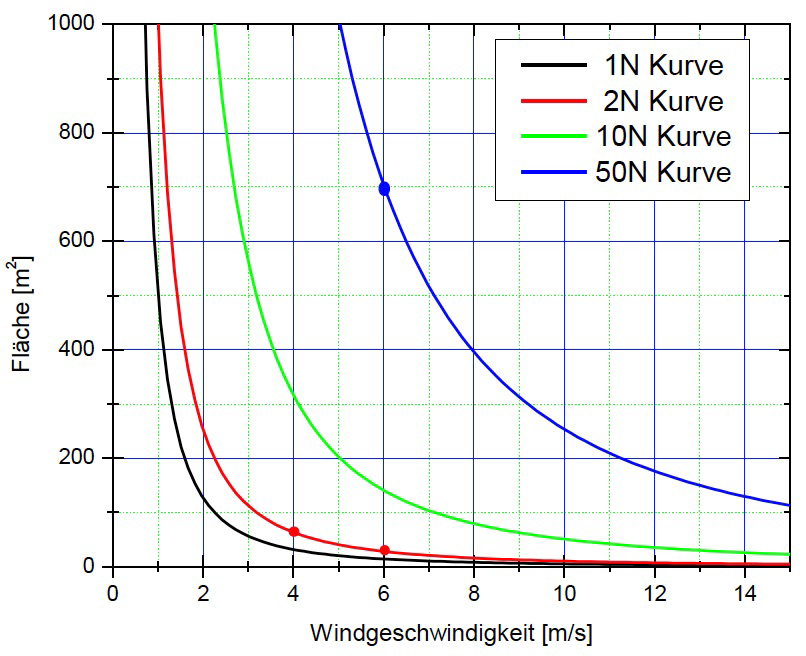 1000
800
600
400
200
0
Fläche [m²]
1N Kurve
2N Kurve
10N Kurve
50N Kurve
0 2 4 6 8 10 12 14
Windgeschwindigkeit [m/s]